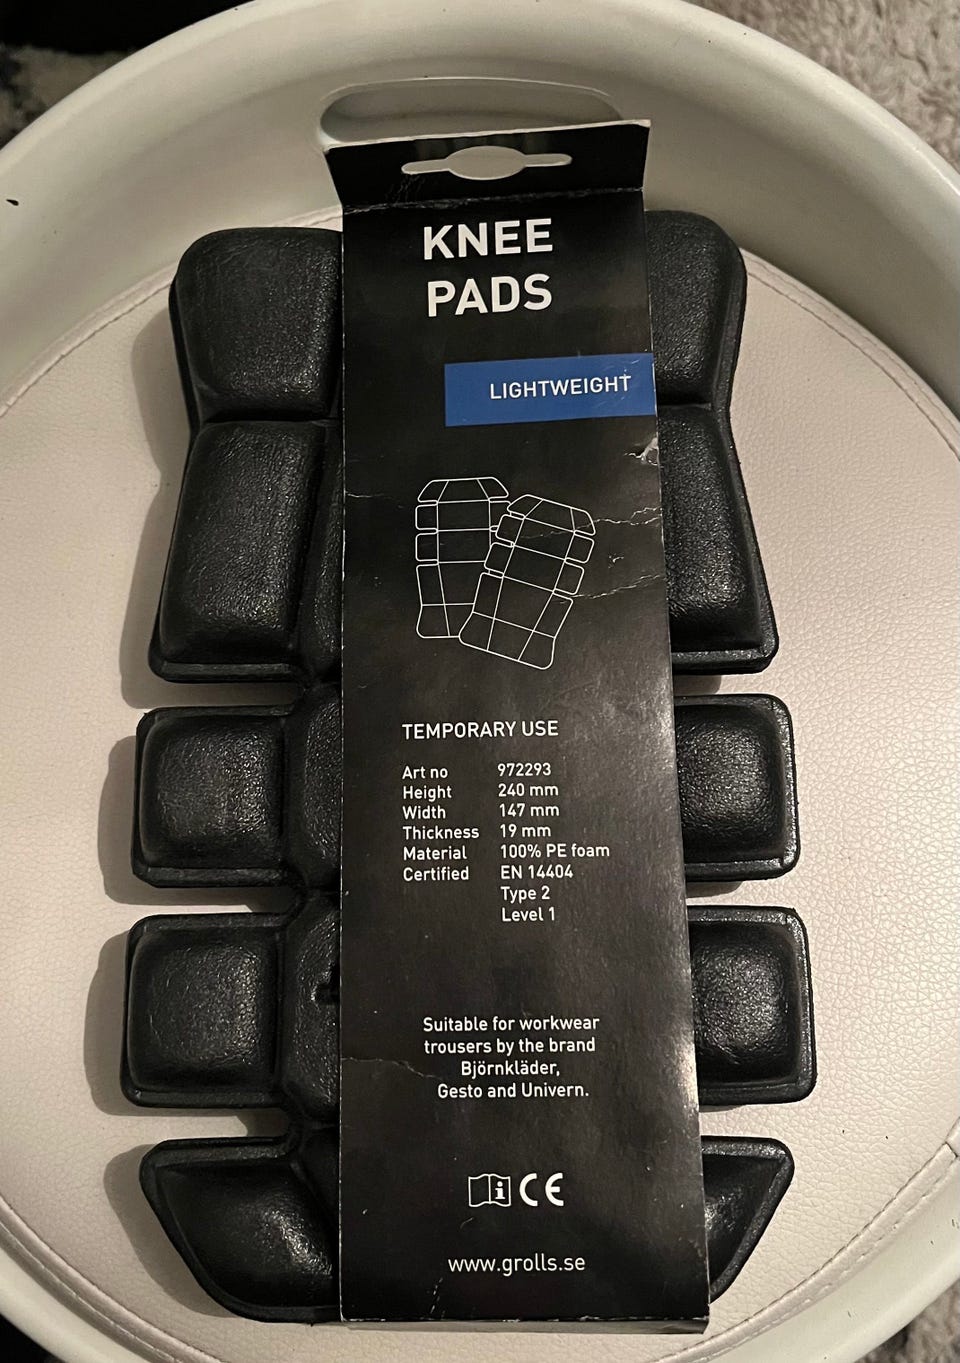 KNEE
PADS
LIGHTWEIGHT
TEMPORARY USE
Art no 972293
Height 240 mm
Width 147 mm
Thickness 19 mm
Material 100% PE foam
Certified EN 14404
Type 2
Level 1
Suitable for workwear
trousers by the brand
Björnkläder,
Gesto and Univern.
i CE
www.grolls.se